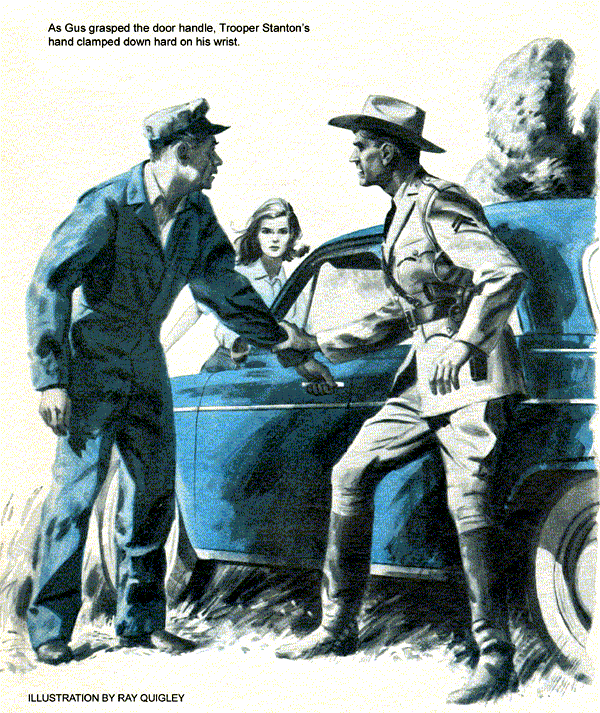 As Gus grasped the door handle, Trooper Stanton's
hand clamped down hard on his wrist.
ILLUSTRATION BY RAY QUIGLEY